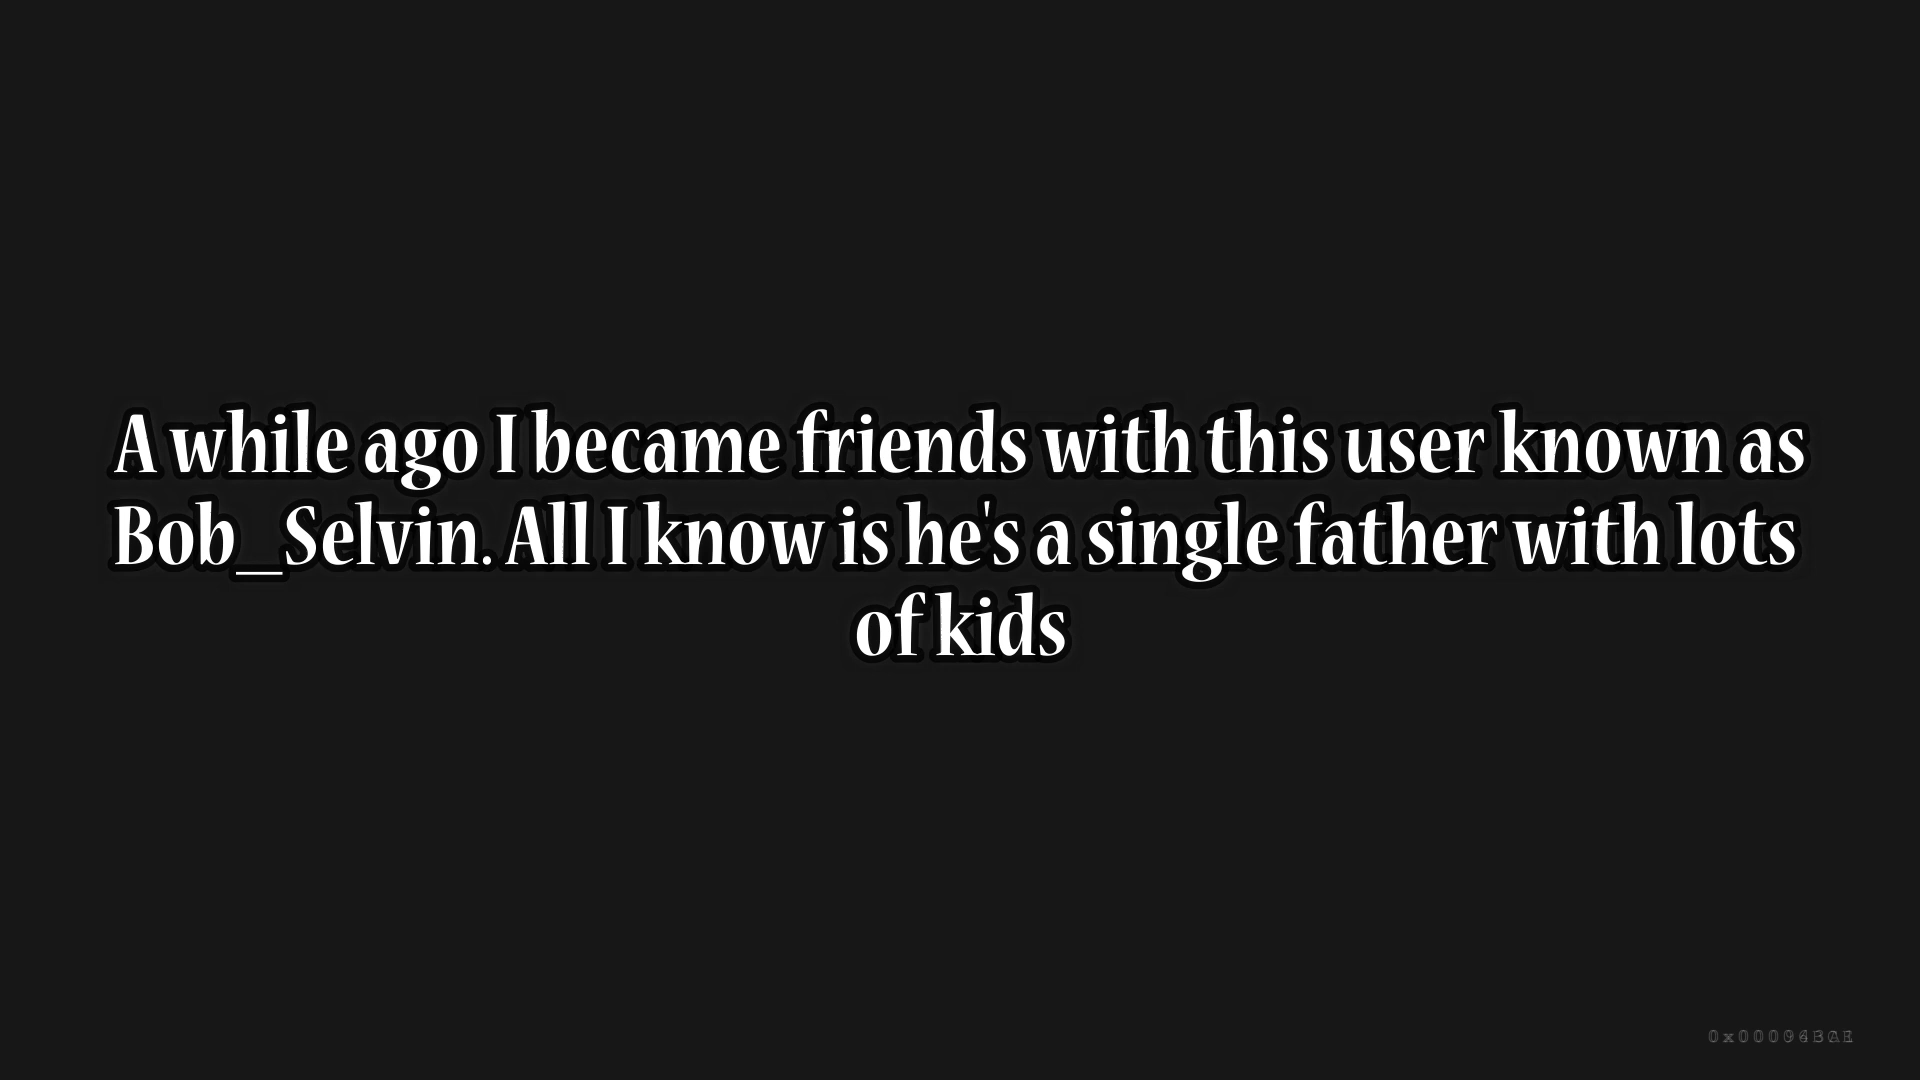 A while ago I became friends with this user known as
Bob_Selvin. All I know is he's a single father with lots
of kids